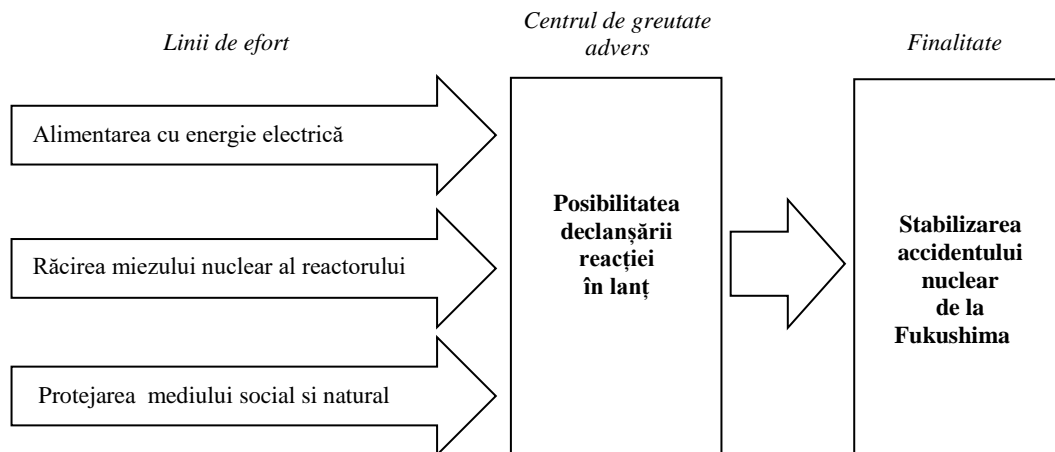 Linii de efort
Centrul de greutate
advers
Finalitate
Alimentarea cu energie electrică
Răcirea miezului nuclear al reactorului
Protejarea mediului social si natural
Posibilitatea
declanșării
reacției
în lanț
Stabilizarea
accidentului
nuclear
de la
Fukushima